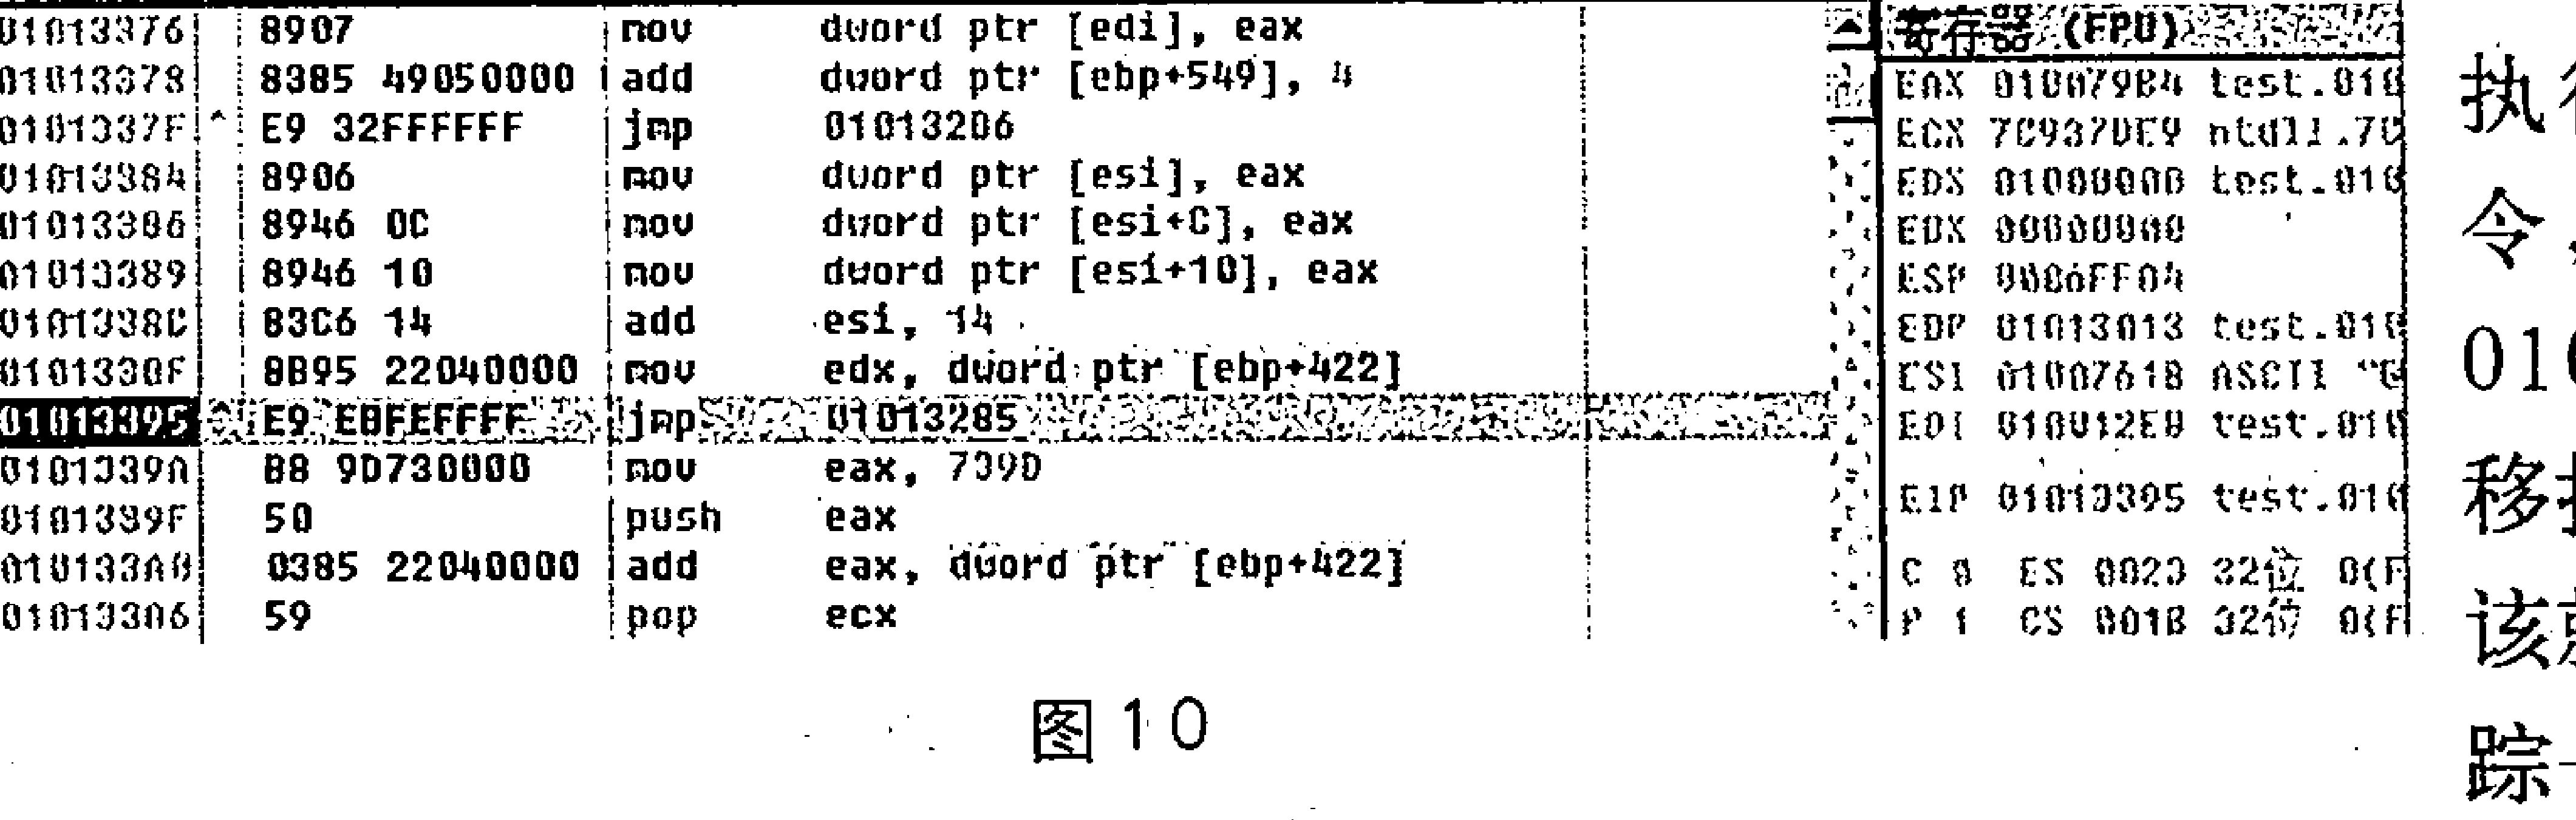 01013376 8907 mov dword ptr [edi], eax
01013378 8385 49050000 add dword ptr [ebp+549], 4
0101337F ^ E9 32FFFFFF jmp 010132B6
01013384 8906 mov dword ptr [esi], eax
01013386 8946 0C mov dword ptr [esi+C], eax
01013389 8946 10 mov dword ptr [esi+10], eax
0101338C 83C6 14 add esi, 14
0101338F 8B95 22040000 mov edx, dword ptr [ebp+422]
01013395 ^ E9 EBFEFFFF jmp 01013285
0101339A B8 9D730000 mov eax, 739D
0101339F 50 push eax
010133A0 0385 22040000 add eax, dword ptr [ebp+422]
010133A6 59 pop ecx
寄存器 (FPU)
EAX 010079B4 test.010
ECX 7C937DE9 ntdll.7C
EDX 01000000 test.010
EBX 00000000
ESP 0006FFA4
EBP 01013013 test.010
ESI 01007618 ASCII "G
EDI 010012E8 test.010
EIP 01013395 test.010
C 0 ES 0023 32位 0(F
P 1 CS 001B 32位 0(F
图10
执
令，
010
移
该
踪